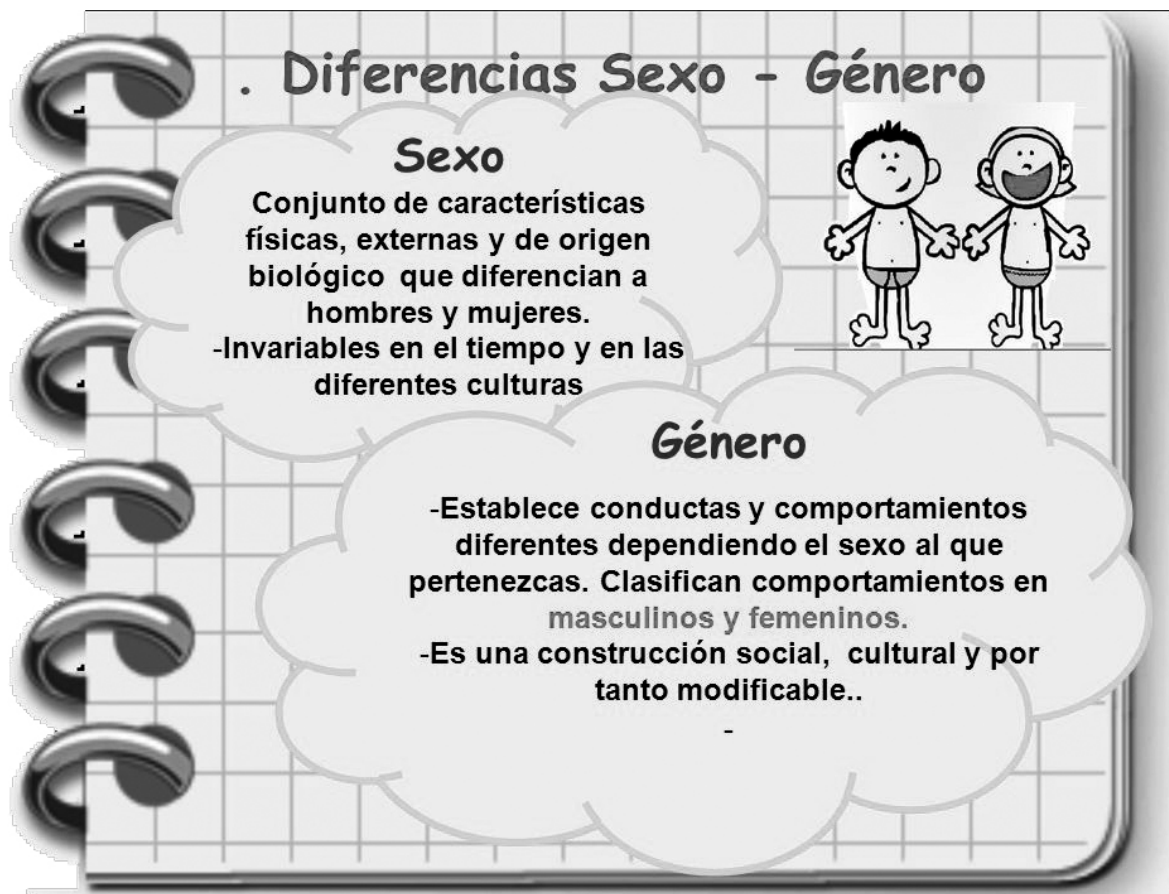 . Diferencias Sexo - Género
Sexo
Conjunto de características
físicas, externas y de origen
biológico que diferencian a
hombres y mujeres.
-Invariables en el tiempo y en las
diferentes culturas
Género
-Establece conductas y comportamientos
diferentes dependiendo el sexo al que
pertenezcas. Clasifican comportamientos en
masculinos y femeninos.
-Es una construcción social, cultural y por
tanto modificable..
-